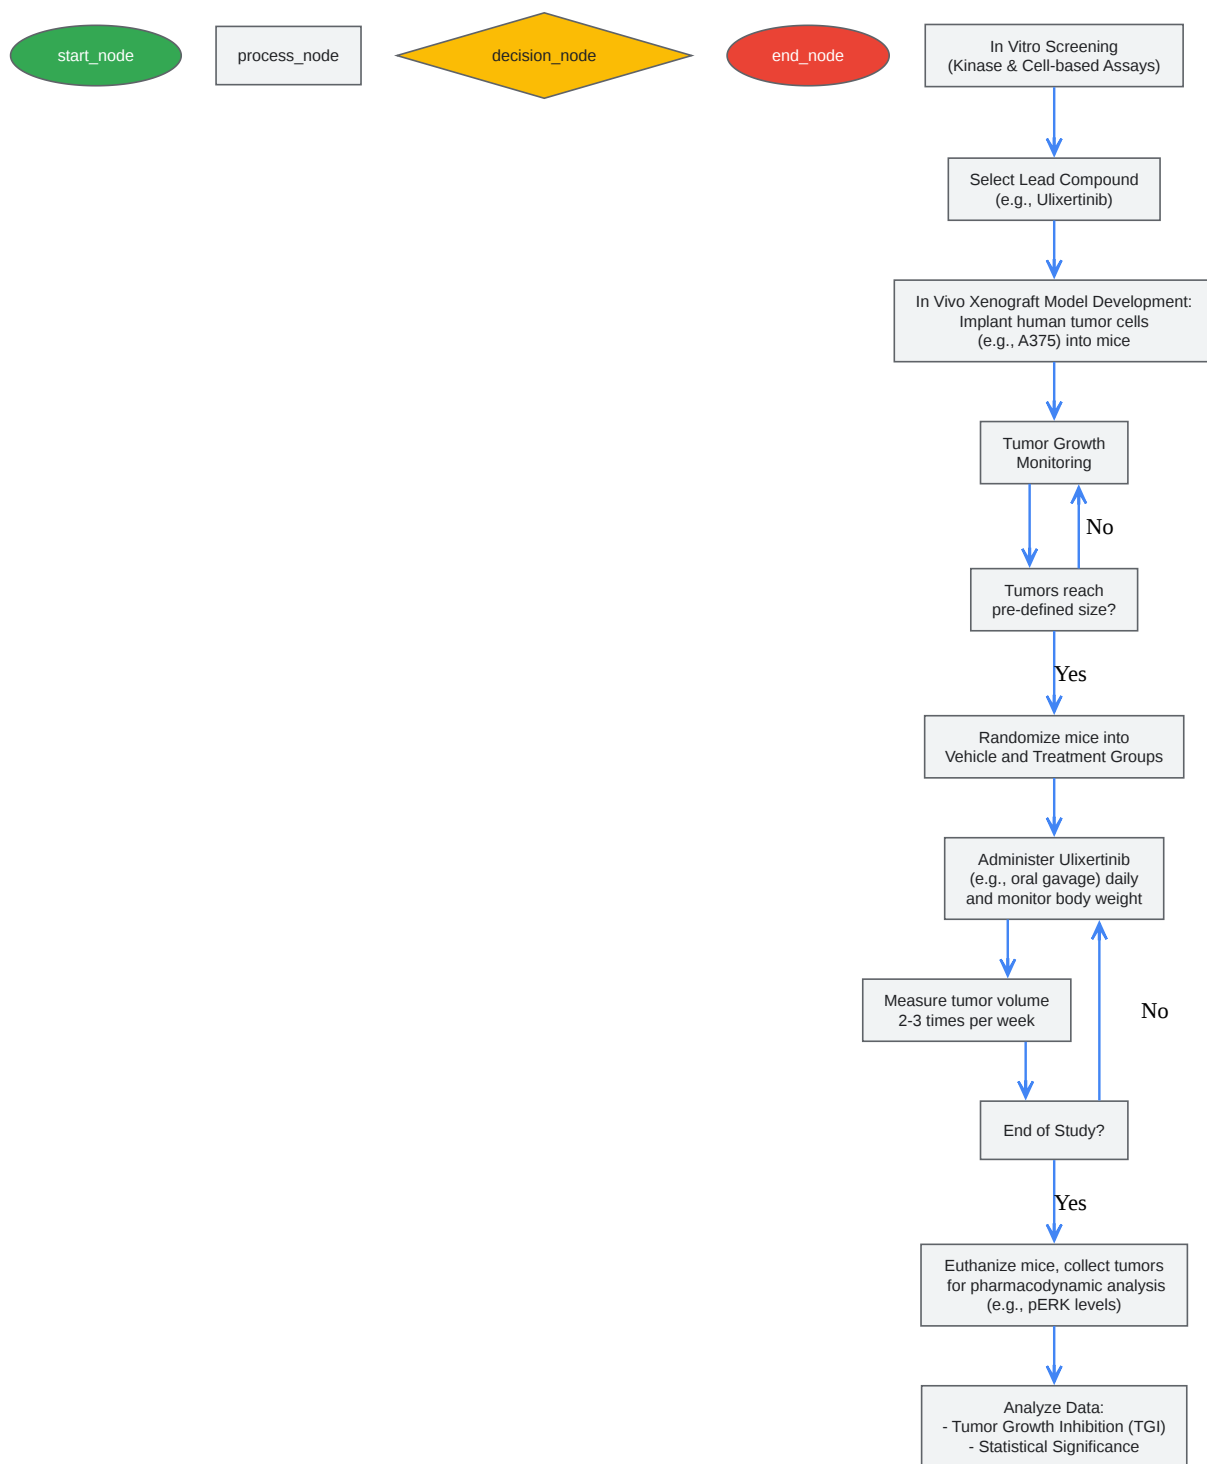 start_node
process_node
decision_node
end_node
In Vitro Screening
(Kinase & Cell-based Assays)
Select Lead Compound
(e.g., Ulixertinib)
In Vivo Xenograft Model Development:
Implant human tumor cells
(e.g., A375) into mice
Tumor Growth
Monitoring
No
Tumors reach
pre-defined size?
Yes
Randomize mice into
Vehicle and Treatment Groups
Administer Ulixertinib
(e.g., oral gavage) daily
and monitor body weight
Measure tumor volume
2-3 times per week
No
End of Study?
Yes
Euthanize mice, collect tumors
for pharmacodynamic analysis
(e.g., pERK levels)
Analyze Data:
- Tumor Growth Inhibition (TGI)
- Statistical Significance